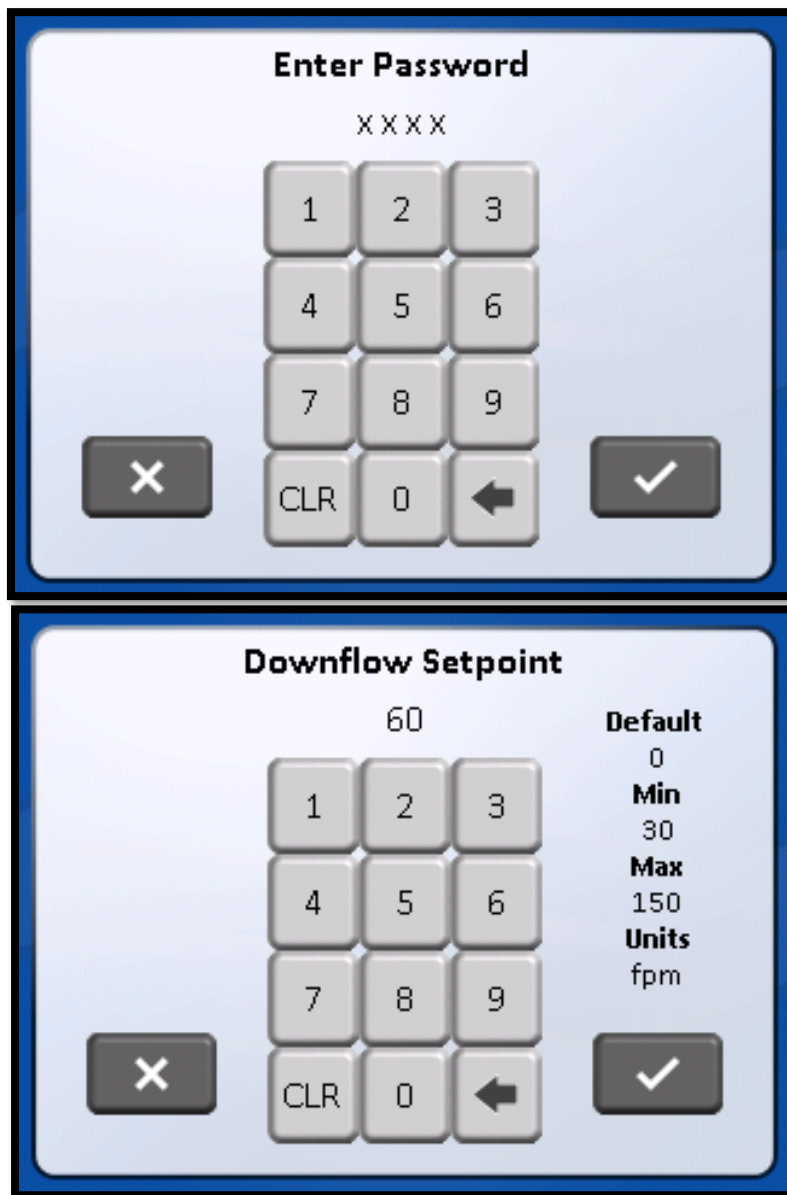 Enter Password
X X X X
1 2 3
4 5 6
7 8 9
CLR 0
Downflow Setpoint
60
Default
0
Min
30
Max
150
Units
fpm
1 2 3
4 5 6
7 8 9
CLR 0